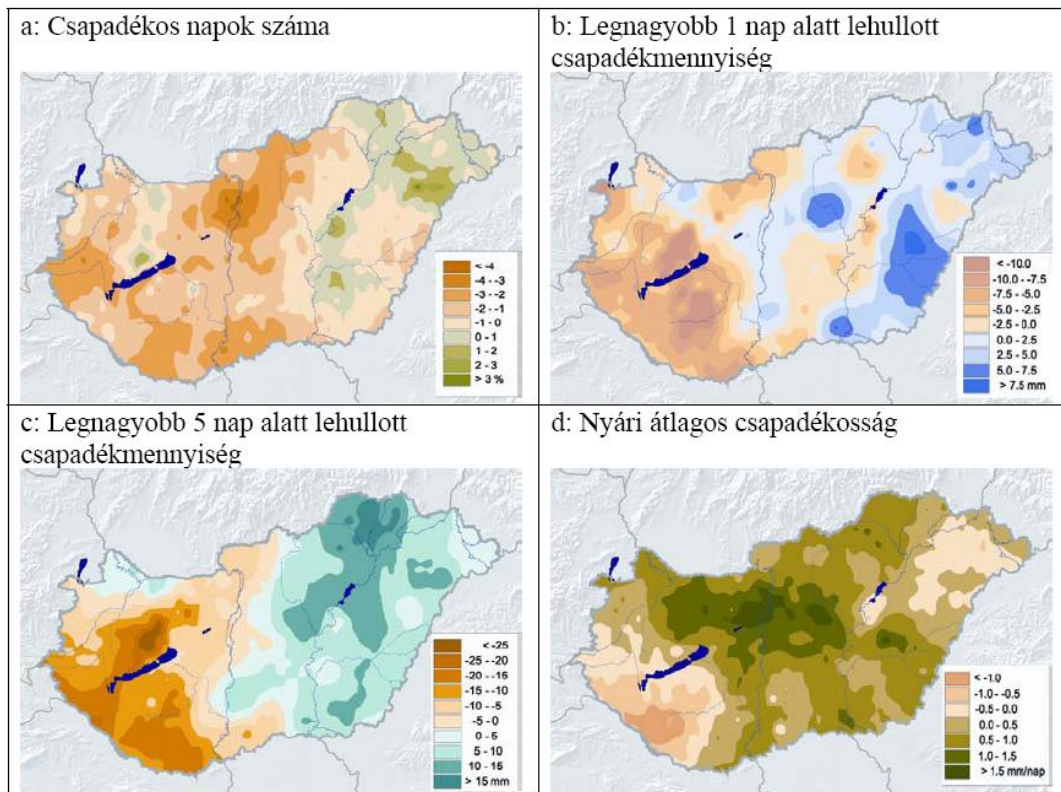 a: Csapadékos napok száma
< -4
-4 - -3
-3 - -2
-2 - -1
-1 - 0
0 - 1
1 - 2
2 - 3
> 3 %
b: Legnagyobb 1 nap alatt lehullott
csapadékmennyiség
< -10.0
-10.0 - -7.5
-7.5 - -5.0
-5.0 - -2.5
-2.5 - 0.0
0.0 - 2.5
2.5 - 5.0
5.0 - 7.5
> 7.5 mm
c: Legnagyobb 5 nap alatt lehullott
csapadékmennyiség
< -25
-25 - -20
-20 - -15
-15 - -10
-10 - -5
-5 - 0
0 - 5
5 - 10
10 - 15
> 15 mm
d: Nyári átlagos csapadékosság
< -1.0
-1.0 - -0.5
-0.5 - 0.0
0.0 - 0.5
0.5 - 1.0
1.0 - 1.5
> 1.5 mm/nap